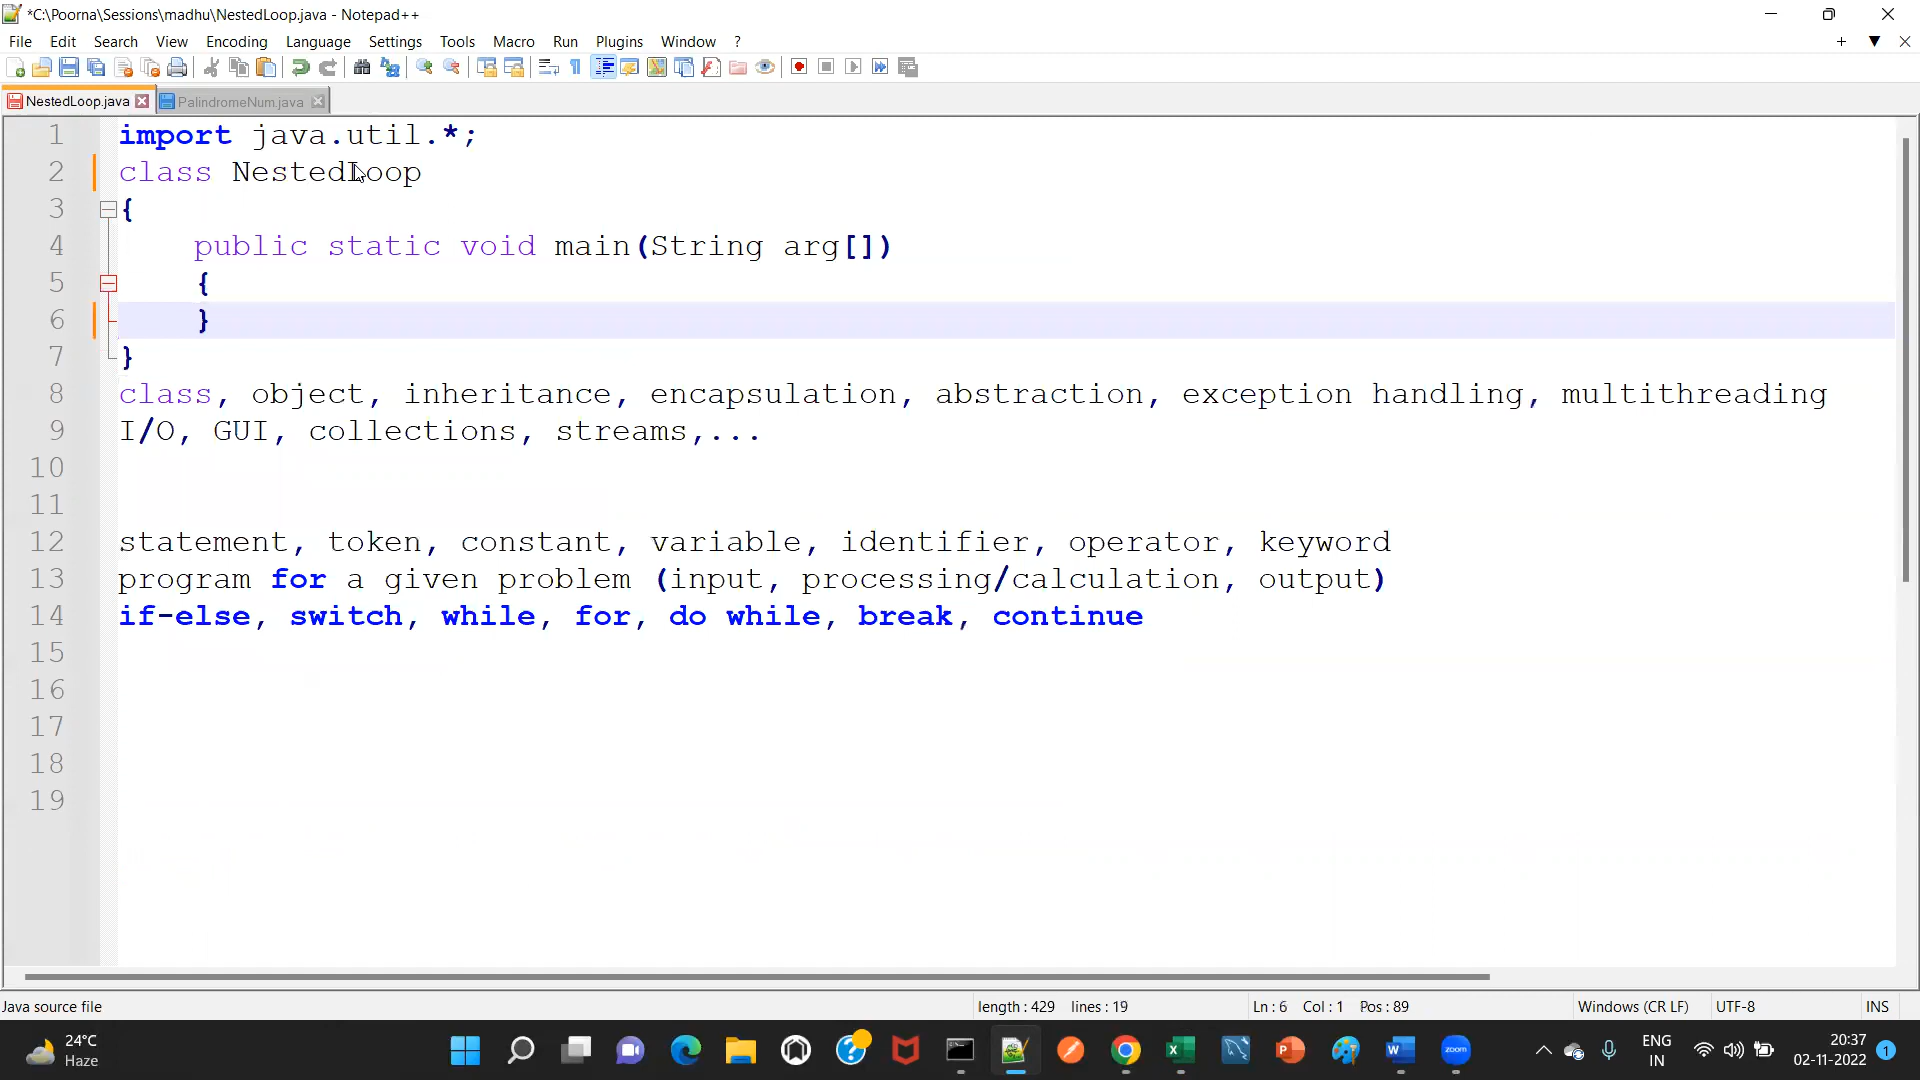 *C:\Poorna\Sessions\madhu\NestedLoop.java - Notepad++
File Edit Search View Encoding Language Settings Tools Macro Run Plugins Window ?
NestedLoop.java PalindromeNum.java
1 import java.util.*;
2 class NestedLoop
3 {
4 public static void main(String arg[])
5 {
6 }
7 }
8 class, object, inheritance, encapsulation, abstraction, exception handling, multithreading
9 I/O, GUI, collections, streams,...
10
11
12 statement, token, constant, variable, identifier, operator, keyword
13 program for a given problem (input, processing/calculation, output)
14 if-else, switch, while, for, do while, break, continue
15
16
17
18
19
Java source file length : 429 lines : 19 Ln : 6 Col : 1 Pos : 89 Windows (CR LF) UTF-8 INS
24°C
Haze
zoom
ENG
IN
20:37
02-11-2022
1